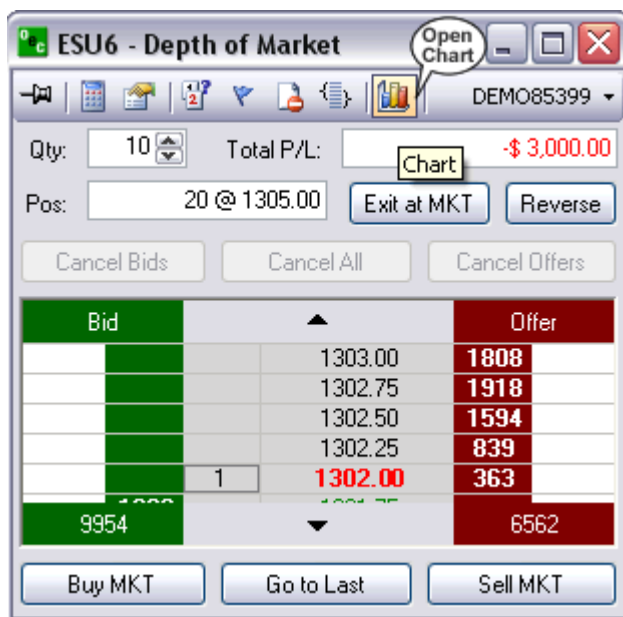 ESU6 - Depth of Market
Open Chart
DEMO85399
Qty: 10 Total P/L: -$ 3,000.00
Chart
Pos: 20 @ 1305.00 Exit at MKT Reverse
Cancel Bids Cancel All Cancel Offers
Bid Offer
1303.00 1808
1302.75 1918
1302.50 1594
1302.25 839
1 1302.00 363
9954 6562
Buy MKT Go to Last Sell MKT